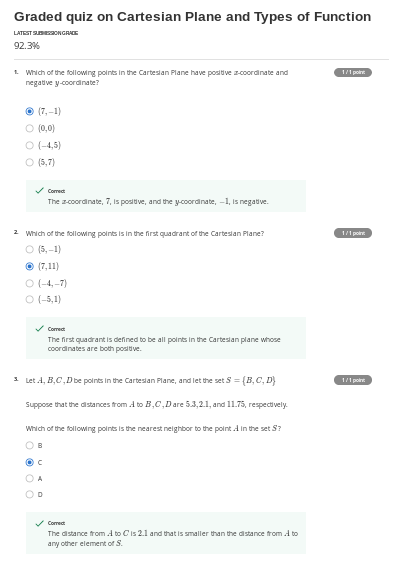 Graded quiz on Cartesian Plane and Types of Function
LATEST SUBMISSION GRADE
92.3%
1. Which of the following points in the Cartesian Plane have positive x-coordinate and 1 / 1 point
negative y-coordinate?
(7, −1)
(0,0)
(−4,5)
(5,7)
Correct
The x-coordinate, 7, is positive, and the y-coordinate, −1, is negative.
2. Which of the following points is in the first quadrant of the Cartesian Plane? 1 / 1 point
(5, −1)
(7,11)
(−4, −7)
(−5,1)
Correct
The first quadrant is defined to be all points in the Cartesian plane whose
coordinates are both positive.
3. Let A, B, C, D be points in the Cartesian Plane, and let the set S = {B, C, D} 1 / 1 point
Suppose that the distances from A to B, C, D are 5.3, 2.1, and 11.75, respectively.
Which of the following points is the nearest neighbor to the point A in the set S?
B
C
A
D
Correct
The distance from A to C is 2.1 and that is smaller than the distance from A to
any other element of S.